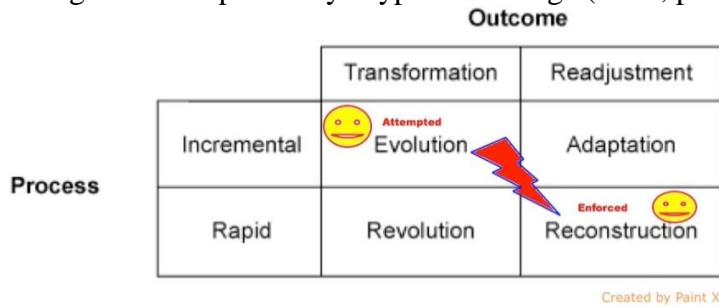 Outcome
Transformation Readjustment
Attempted
Incremental Evolution Adaptation
Process
Enforced
Rapid Revolution Reconstruction
Created by Paint X